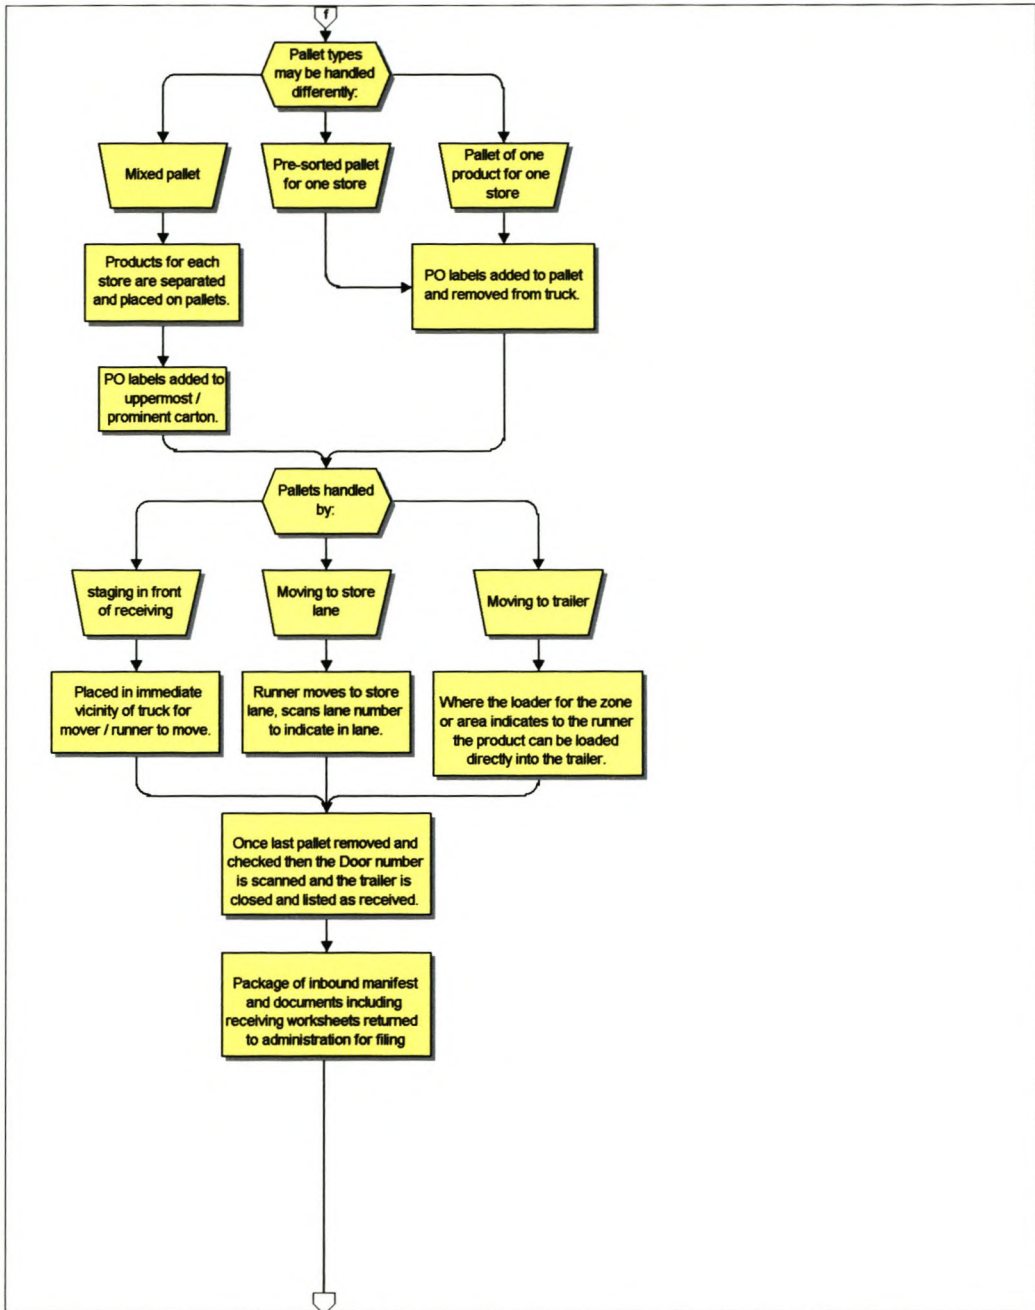 f
Pallet types
may be handled
differently:
Mixed pallet
Pre-sorted pallet
for one store
Pallet of one
product for one
store
Products for each
store are separated
and placed on pallets.
PO labels added to pallet
and removed from truck.
PO labels added to
uppermost /
prominent carton.
Pallets handled
by:
staging in front
of receiving
Moving to store
lane
Moving to trailer
Placed in immediate
vicinity of truck for
mover / runner to move.
Runner moves to store
lane, scans lane number
to indicate in lane.
Where the loader for the zone
or area indicates to the runner
the product can be loaded
directly into the trailer.
Once last pallet removed and
checked then the Door number
is scanned and the trailer is
closed and listed as received.
Package of inbound manifest
and documents including
receiving worksheets returned
to administration for filing